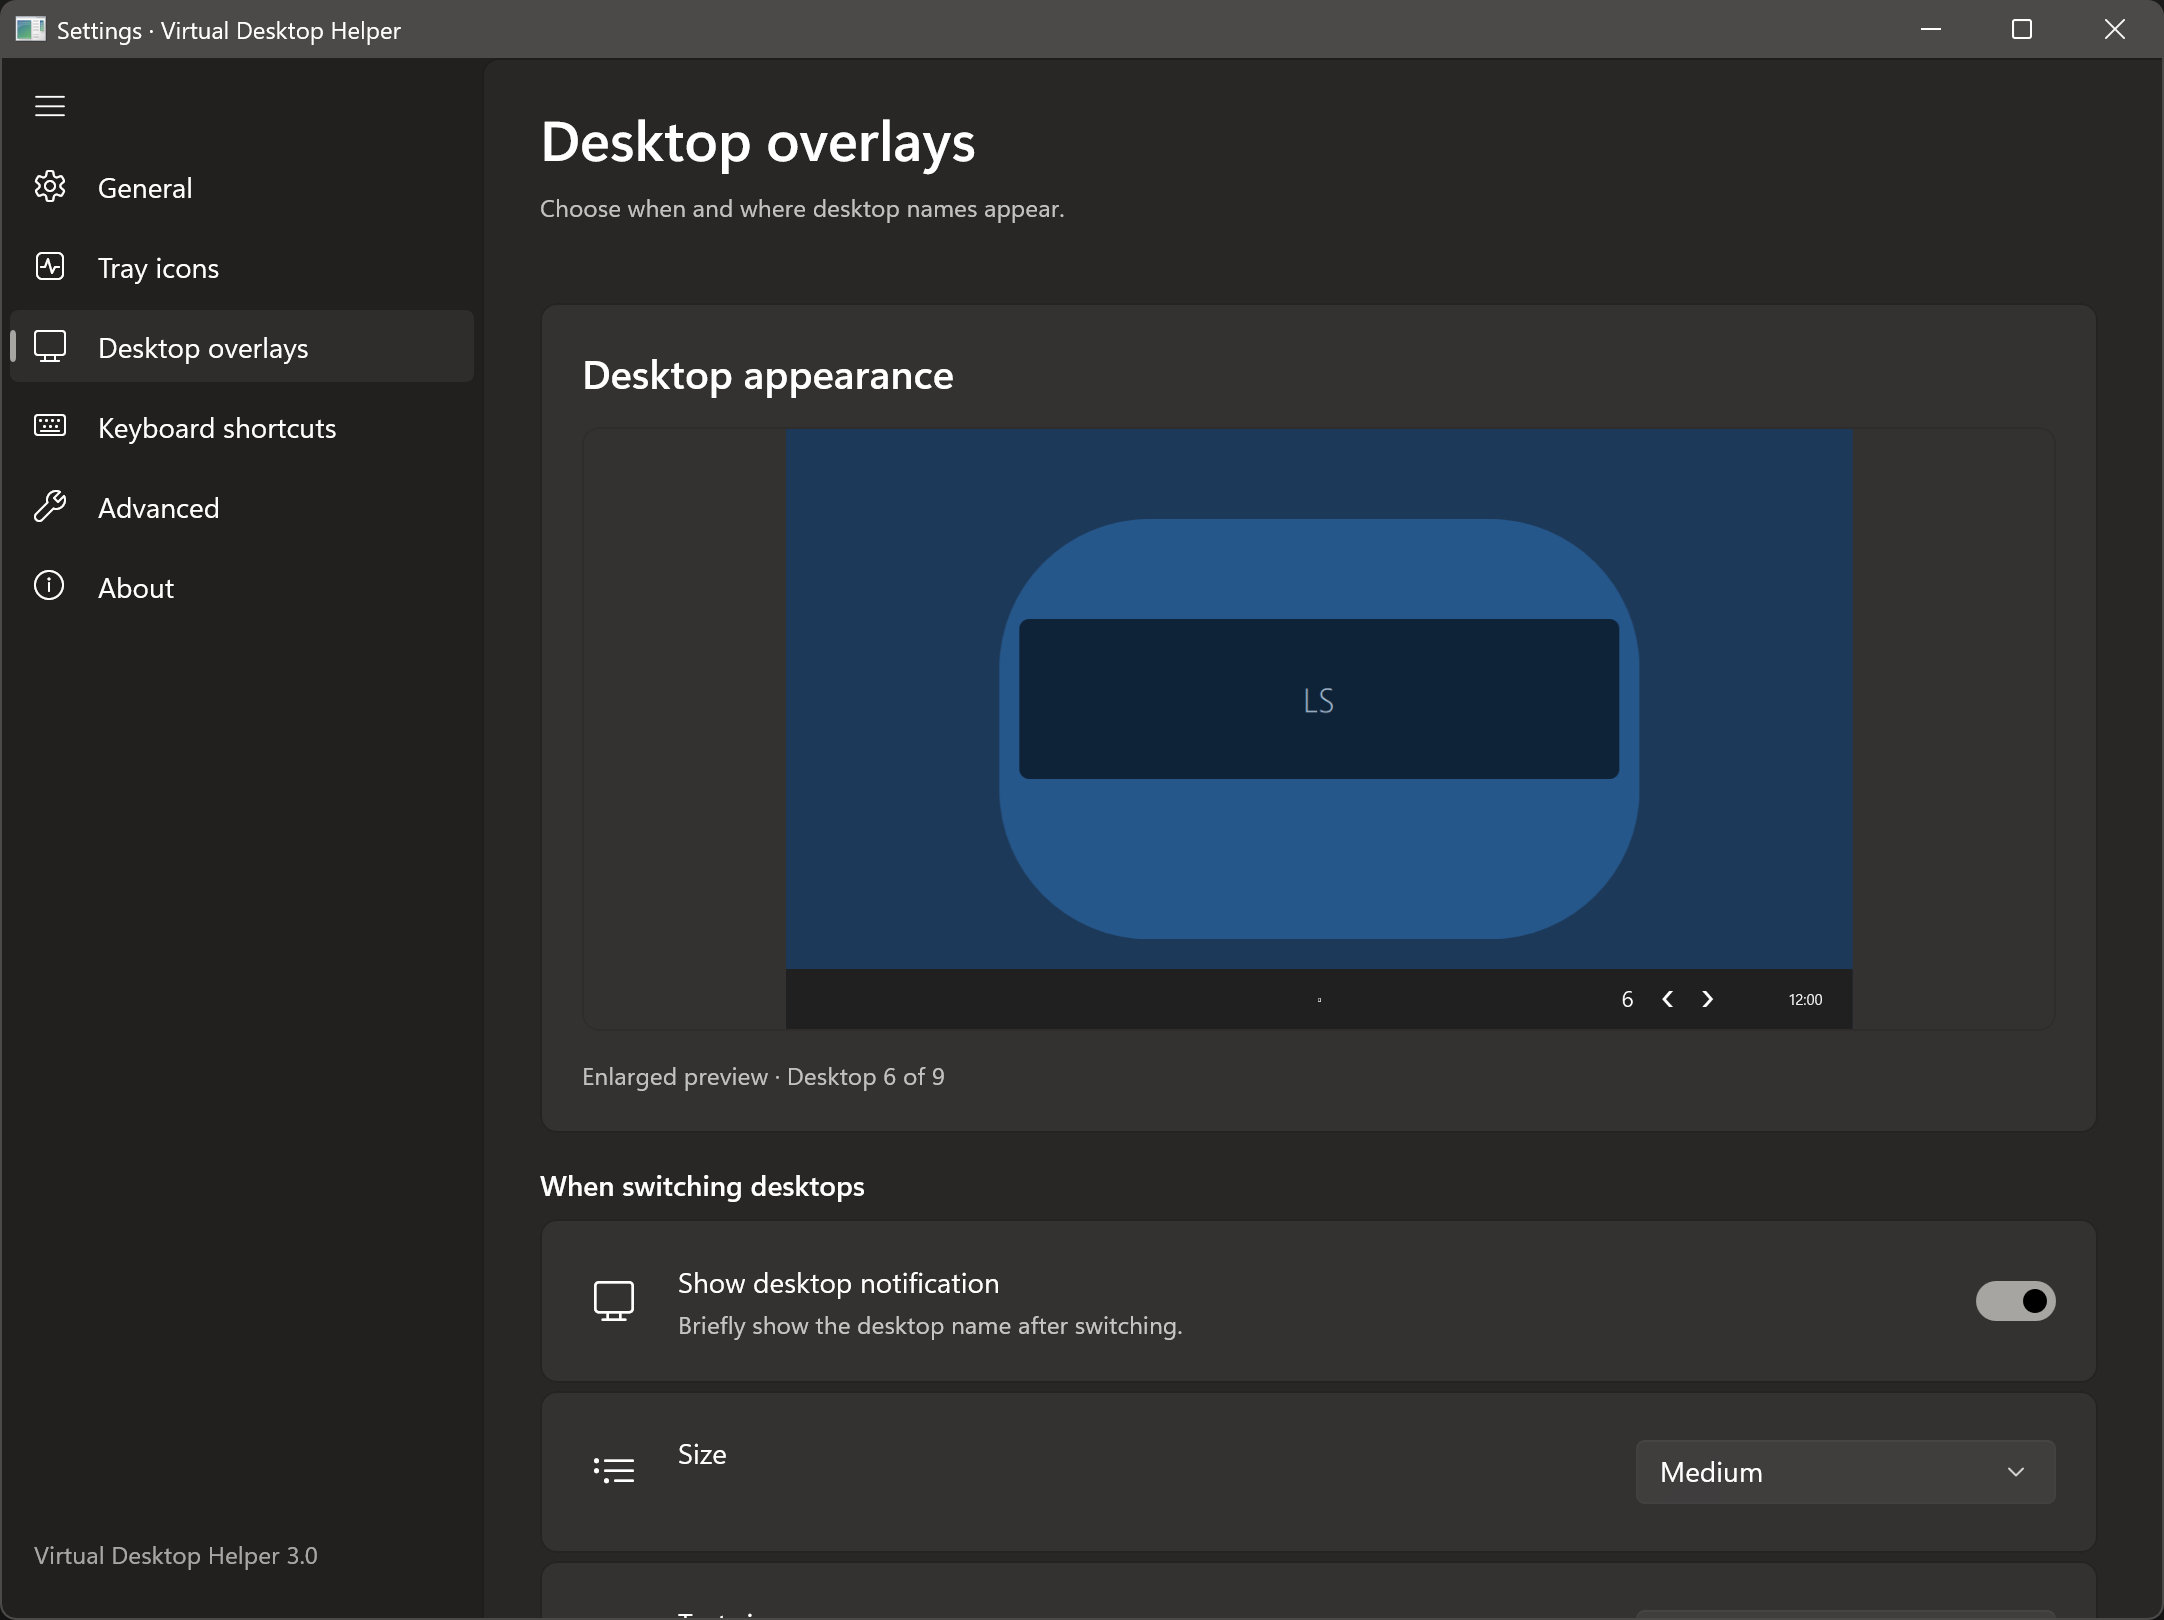 Settings · Virtual Desktop Helper
General
Tray icons
Desktop overlays
Keyboard shortcuts
Advanced
About
Virtual Desktop Helper 3.0
Desktop overlays
Choose when and where desktop names appear.
Desktop appearance
LS
6
12:00
Enlarged preview · Desktop 6 of 9
When switching desktops
Show desktop notification
Briefly show the desktop name after switching.
Size
Medium